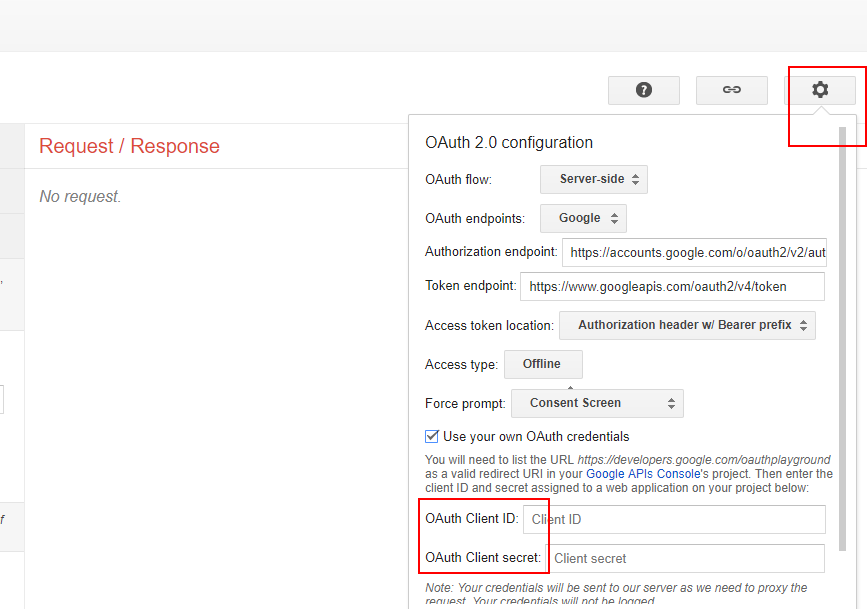 Request / Response
No request.
OAuth 2.0 configuration
OAuth flow: Server-side
OAuth endpoints: Google
Authorization endpoint: https://accounts.google.com/o/oauth2/v2/aut
Token endpoint: https://www.googleapis.com/oauth2/v4/token
Access token location: Authorization header w/ Bearer prefix
Access type: Offline
Force prompt: Consent Screen
Use your own OAuth credentials
You will need to list the URL https://developers.google.com/oauthplayground
as a valid redirect URI in your Google APIs Console's project. Then enter the
client ID and secret assigned to a web application on your project below:
OAuth Client ID: Client ID
OAuth Client secret: Client secret
Note: Your credentials will be sent to our server as we need to proxy the
request. Your credentials will not be logged.